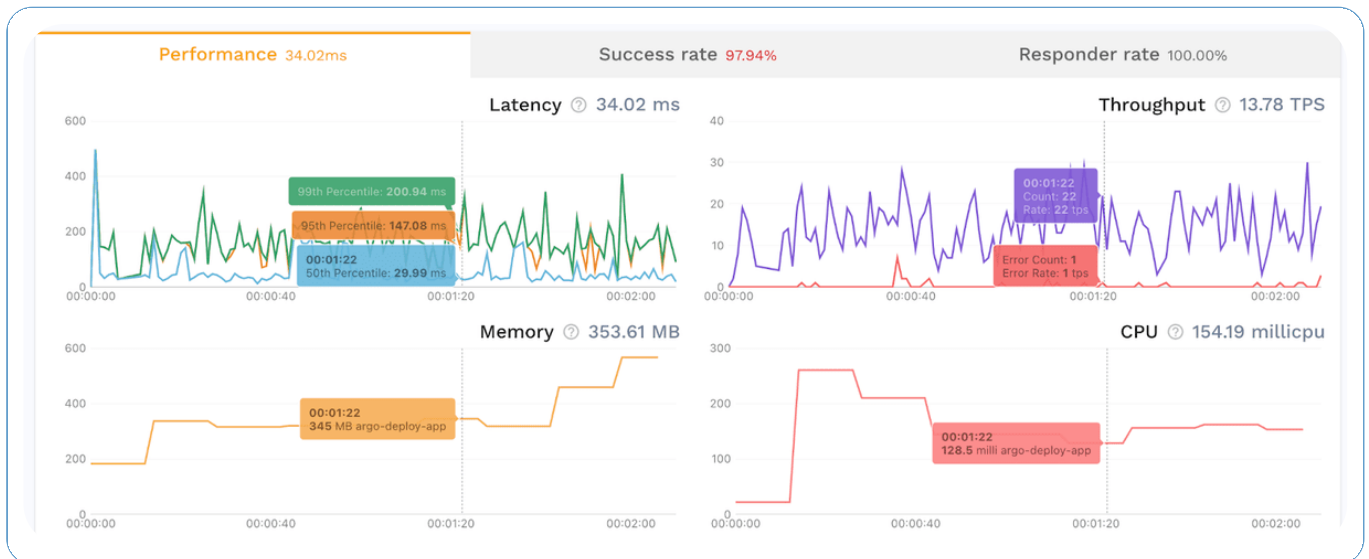 Performance 34.02ms
Success rate 97.94%
Responder rate 100.00%
Latency ? 34.02 ms
600
400
200
0
99th Percentile: 200.94 ms
95th Percentile: 147.08 ms
00:01:22
50th Percentile: 29.99 ms
00:00:00 00:00:40 00:01:20 00:02:00
Throughput ? 13.78 TPS
40
30
20
10
0
00:01:22
Count: 22
Rate: 22 tps
Error Count: 1
Error Rate: 1 tps
00:00:00 00:00:40 00:01:20 00:02:00
Memory ? 353.61 MB
600
400
200
0
00:01:22
345 MB argo-deploy-app
00:00:00 00:00:40 00:01:20 00:02:00
CPU ? 154.19 millicpu
300
200
100
0
00:01:22
128.5 milli argo-deploy-app
00:00:00 00:00:40 00:01:20 00:02:00